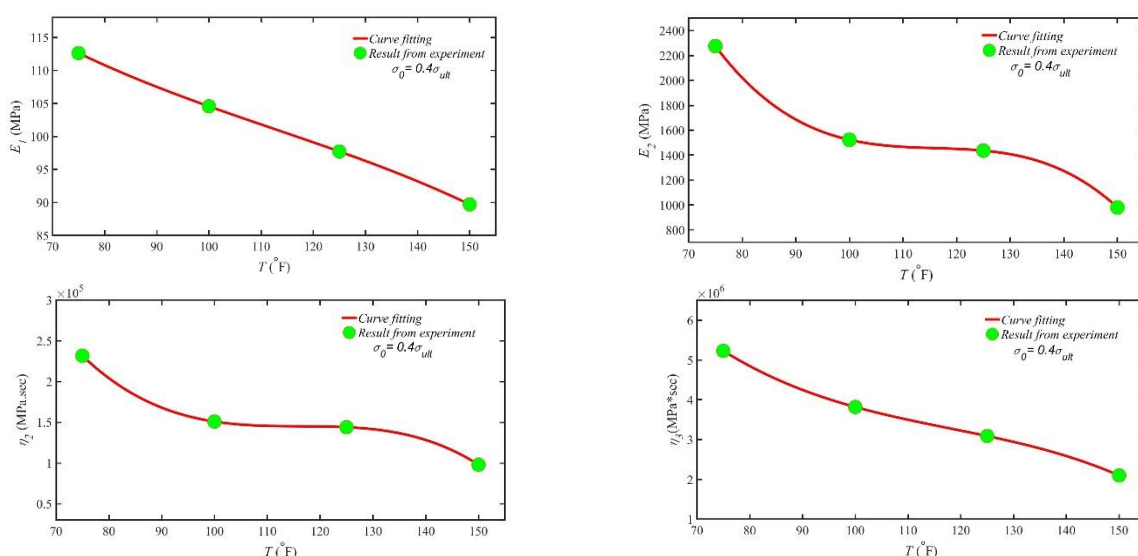 115
110
105
100
95
90
85
E1 (MPa)
Curve fitting
Result from experiment
σ0= 0.4σult
70 80 90 100 110 120 130 140 150
T (°F)
2400
2200
2000
1800
1600
1400
1200
1000
800
E2 (MPa)
Curve fitting
Result from experiment
σ0= 0.4σult
70 80 90 100 110 120 130 140 150
T (°F)
×10^5
3
2.5
2
1.5
1
0.5
η2 (MPa.sec)
Curve fitting
Result from experiment
σ0= 0.4σult
70 80 90 100 110 120 130 140 150
T (°F)
×10^6
6
5
4
3
2
1
η3(MPa*sec)
Curve fitting
Result from experiment
σ0= 0.4σult
70 80 90 100 110 120 130 140 150
T (°F)